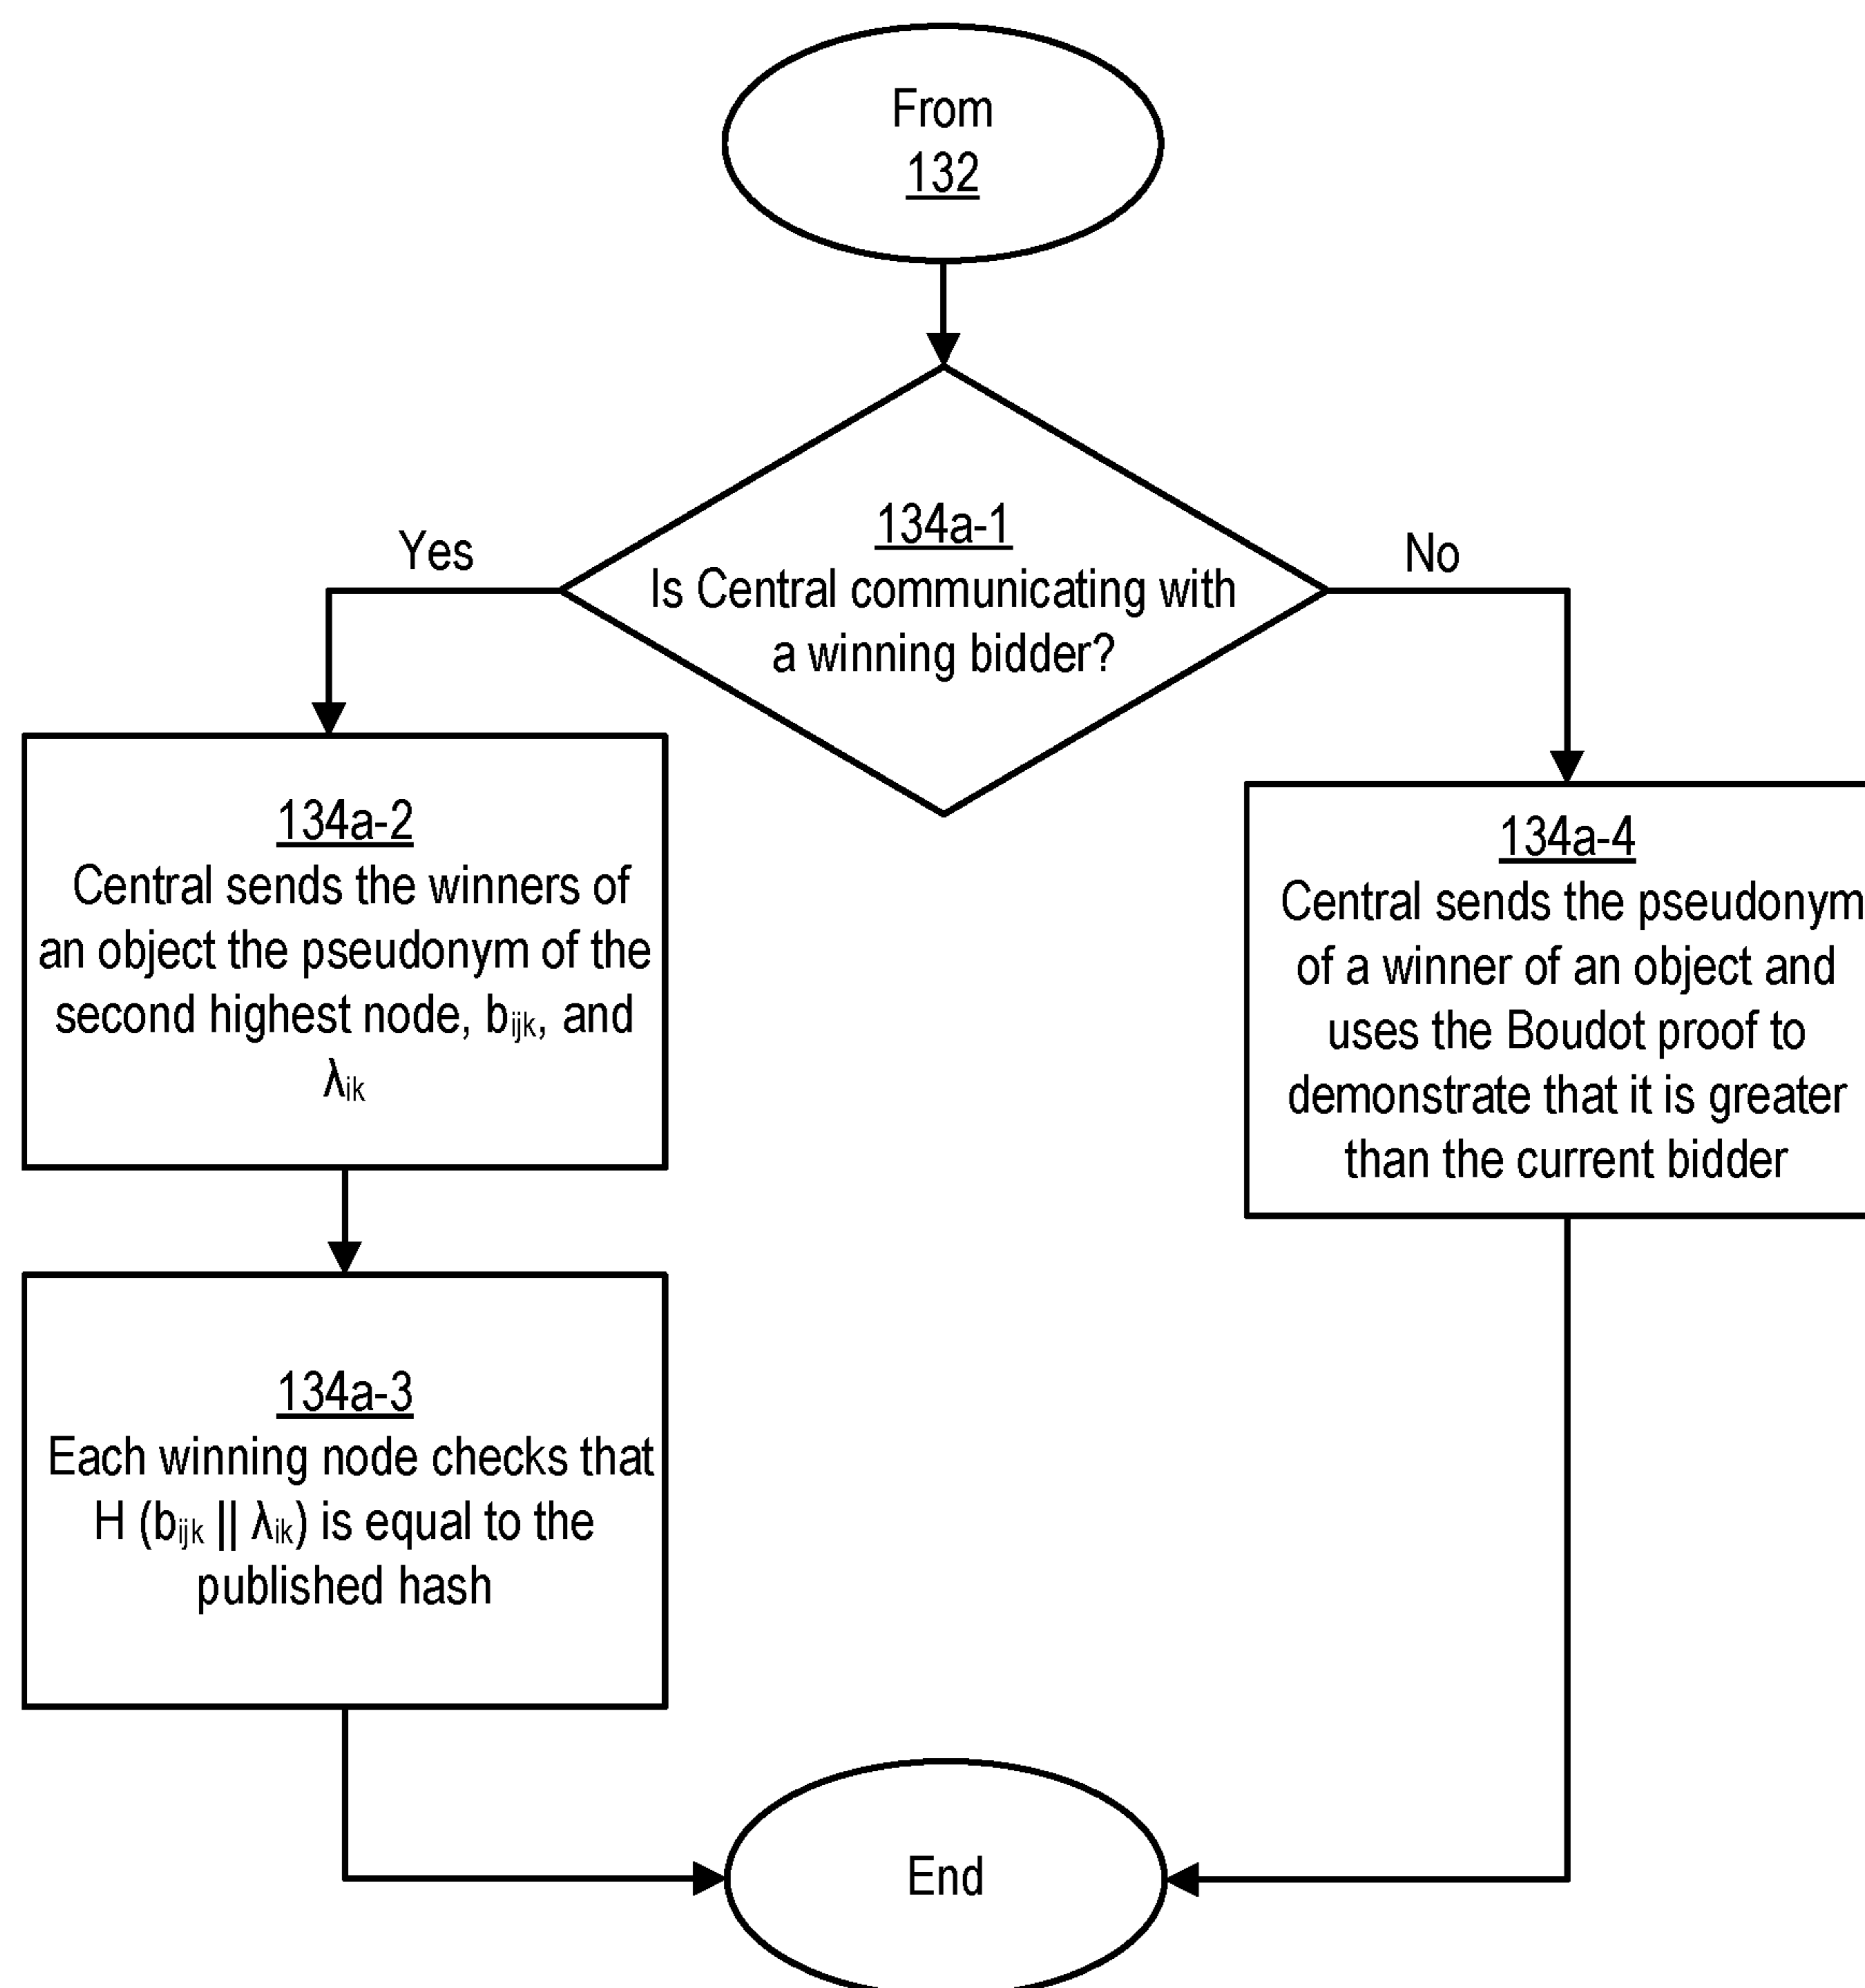 From
132
134a-1
Is Central communicating with
a winning bidder?
Yes
No
134a-2
Central sends the winners of
an object the pseudonym of the
second highest node, bijk, and
λik
134a-4
Central sends the pseudonym
of a winner of an object and
uses the Boudot proof to
demonstrate that it is greater
than the current bidder
134a-3
Each winning node checks that
H (bijk || λik) is equal to the
published hash
End